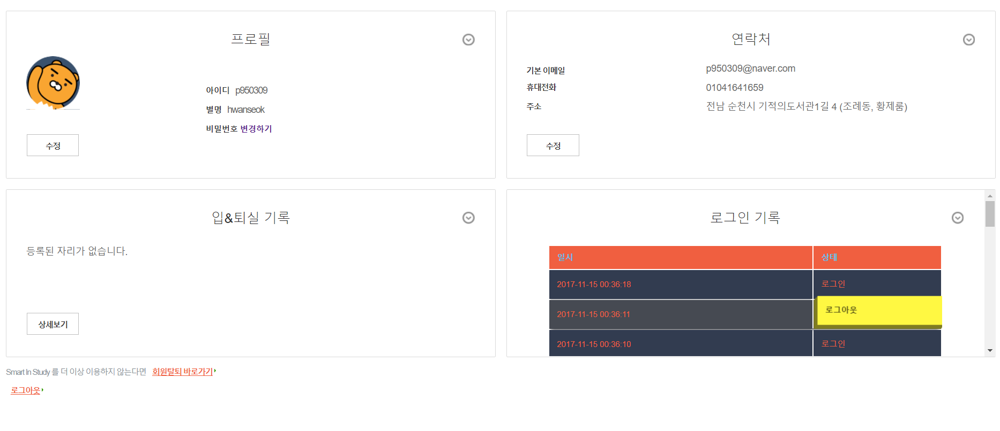 프로필
아이디 p950309
별명 hwanseok
비밀번호 변경하기
수정
연락처
기본 이메일 p950309@naver.com
휴대전화 01041641659
주소 전남 순천시 기적의도서관1길 4 (조례동, 황제룸)
수정
입&퇴실 기록
등록된 자리가 없습니다.
상세보기
로그인 기록
일시 상태
2017-11-15 00:36:18 로그인
2017-11-15 00:36:11 로그아웃
2017-11-15 00:36:10 로그인
Smart In Study 를 더 이상 이용하지 않는다면 회원탈퇴 바로가기
로그아웃